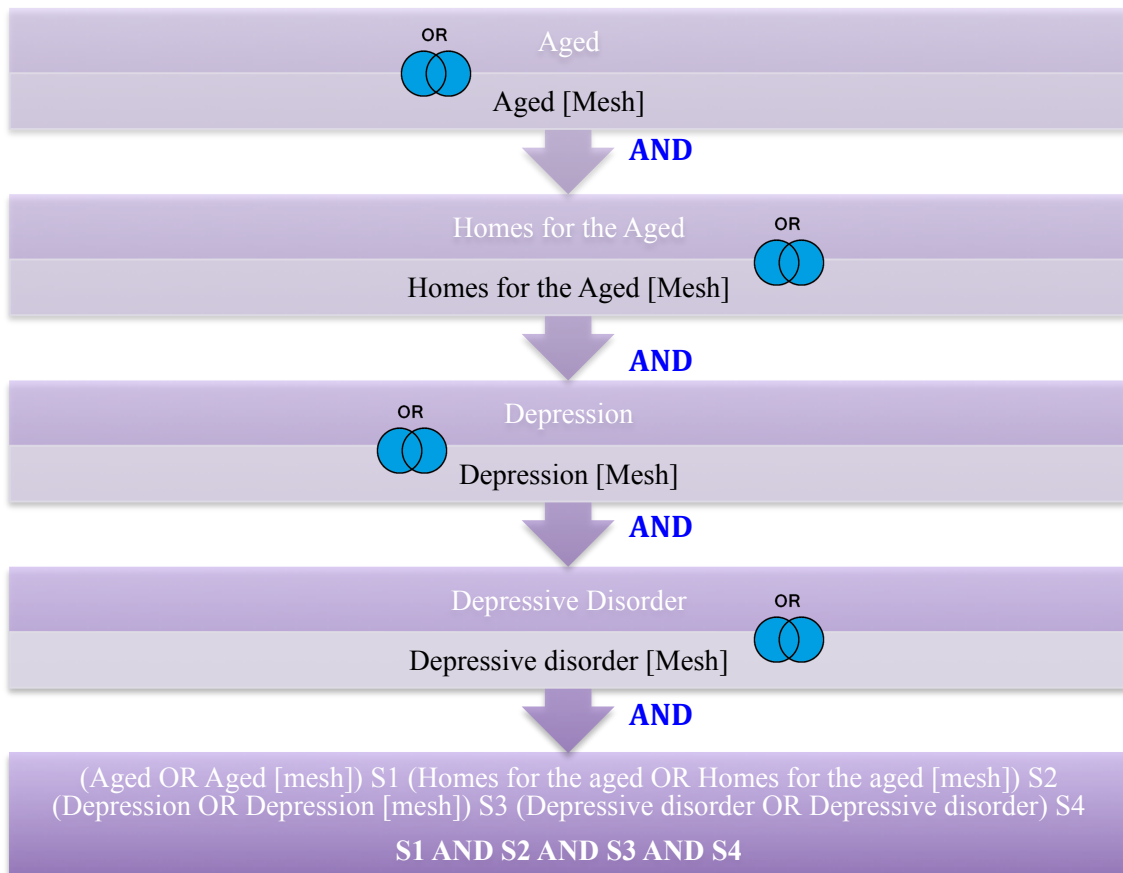 OR
Aged
Aged [Mesh]
AND
Homes for the Aged
OR
Homes for the Aged [Mesh]
AND
OR
Depression
Depression [Mesh]
AND
Depressive Disorder
OR
Depressive disorder [Mesh]
AND
(Aged OR Aged [mesh]) S1 (Homes for the aged OR Homes for the aged [mesh]) S2
(Depression OR Depression [mesh]) S3 (Depressive disorder OR Depressive disorder) S4
S1 AND S2 AND S3 AND S4